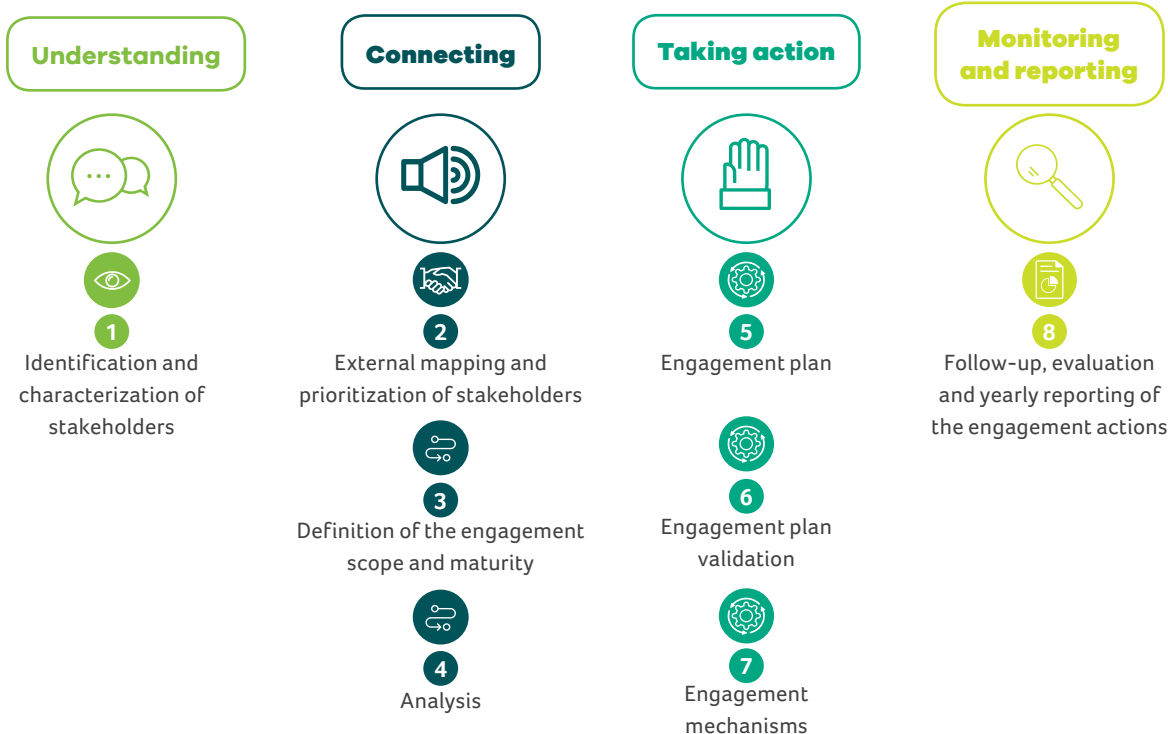 Understanding
1
Identification and
characterization of
stakeholders
Connecting
2
External mapping and
prioritization of stakeholders
3
Definition of the engagement
scope and maturity
4
Analysis
Taking action
5
Engagement plan
6
Engagement plan
validation
7
Engagement
mechanisms
Monitoring
and reporting
8
Follow-up, evaluation
and yearly reporting of
the engagement actions